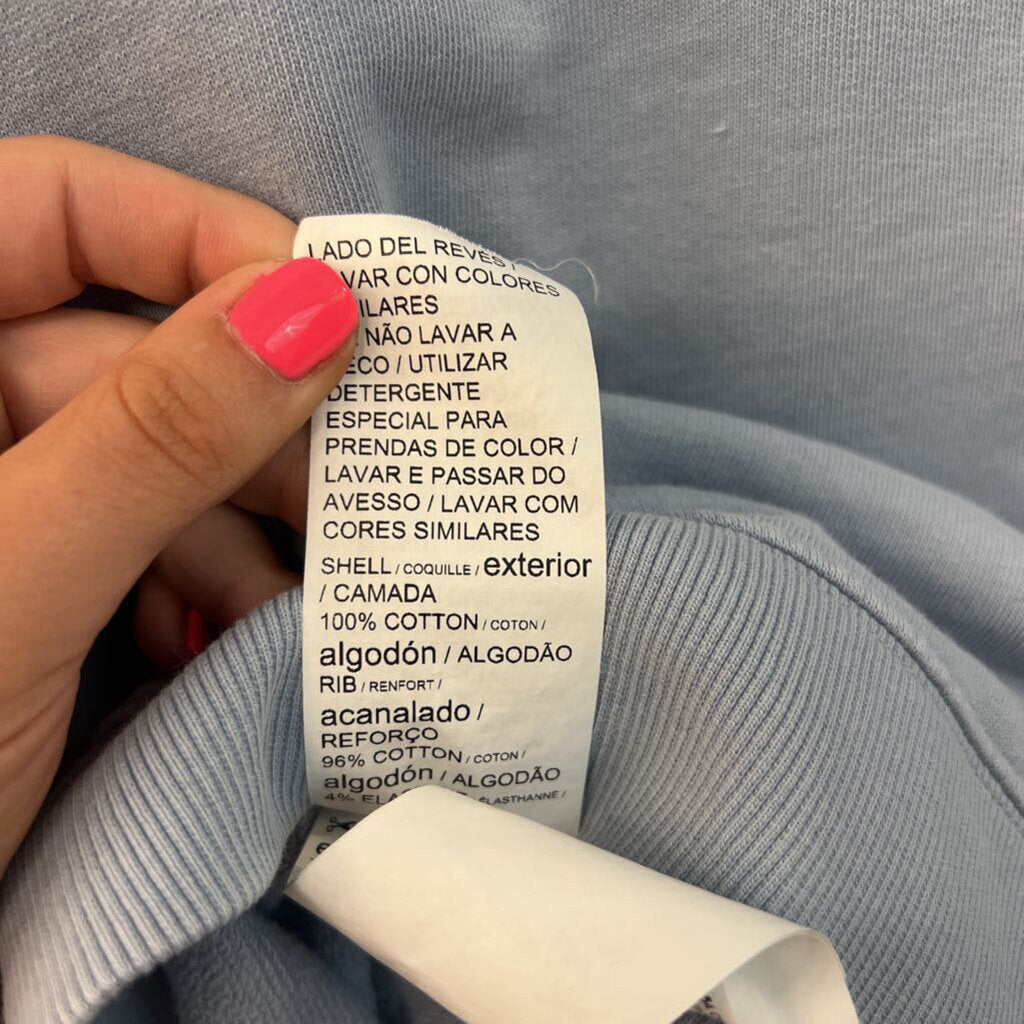 LADO DEL REVES /
VAR CON COLORES
ILARES
NÃO LAVAR A
ECO / UTILIZAR
DETERGENTE
ESPECIAL PARA
PRENDAS DE COLOR /
LAVAR E PASSAR DO
AVESSO / LAVAR COM
CORES SIMILARES
SHELL / COQUILLE / exterior
/ CAMADA
100% COTTON / COTON /
algodón / ALGODÃO
RIB / RENFORT /
acanalado /
REFORÇO
96% COTTON / COTON /
algodón / ALGODÃO
4% ELASTHANNE /